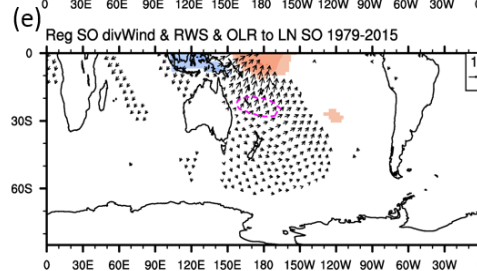 0 30E 60E 90E 120E 150E 180 150W 120W 90W 60W 30W
(e)
Reg SO divWind & RWS & OLR to LN SO 1979-2015
0
1
30S
60S
0 30E 60E 90E 120E 150E 180 150W 120W 90W 60W 30W